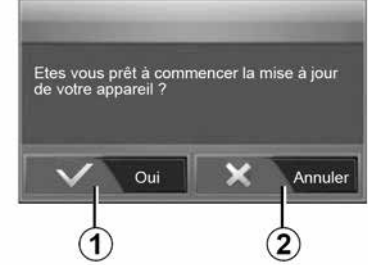 Etes vous prêt à commencer la mise à jour
de votre appareil ?
Oui
Annuler
1
2